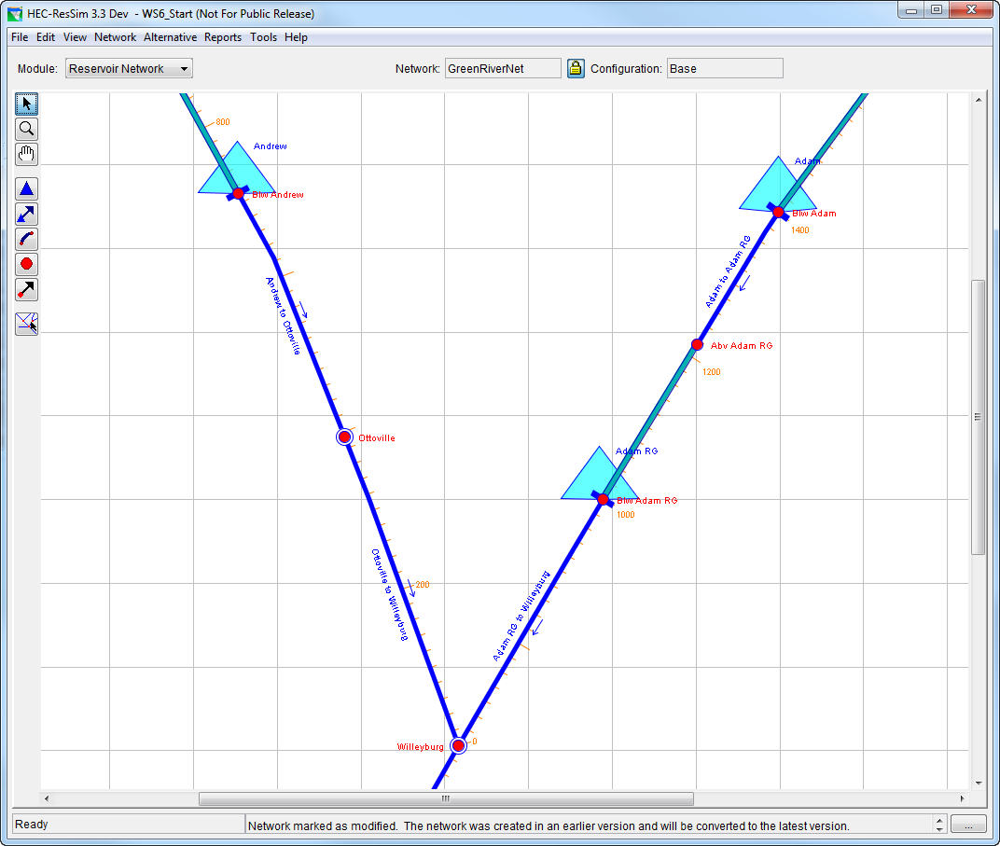 HEC-ResSim 3.3 Dev - WS6_Start (Not For Public Release)
File Edit View Network Alternative Reports Tools Help
Module: Reservoir Network Network: GreenRiverNet Configuration: Base
800
Andrew
Blw Andrew
Adam
Blw Adam
1400
Adam to Adam RG
Andrew to Ottoville
Abv Adam RG
1200
Ottoville
Adam RG
Blw Adam RG
1000
Ottoville to Willeyburg
200
Adam RG to Willeyburg
Willeyburg
0
Ready
Network marked as modified. The network was created in an earlier version and will be converted to the latest version.
...